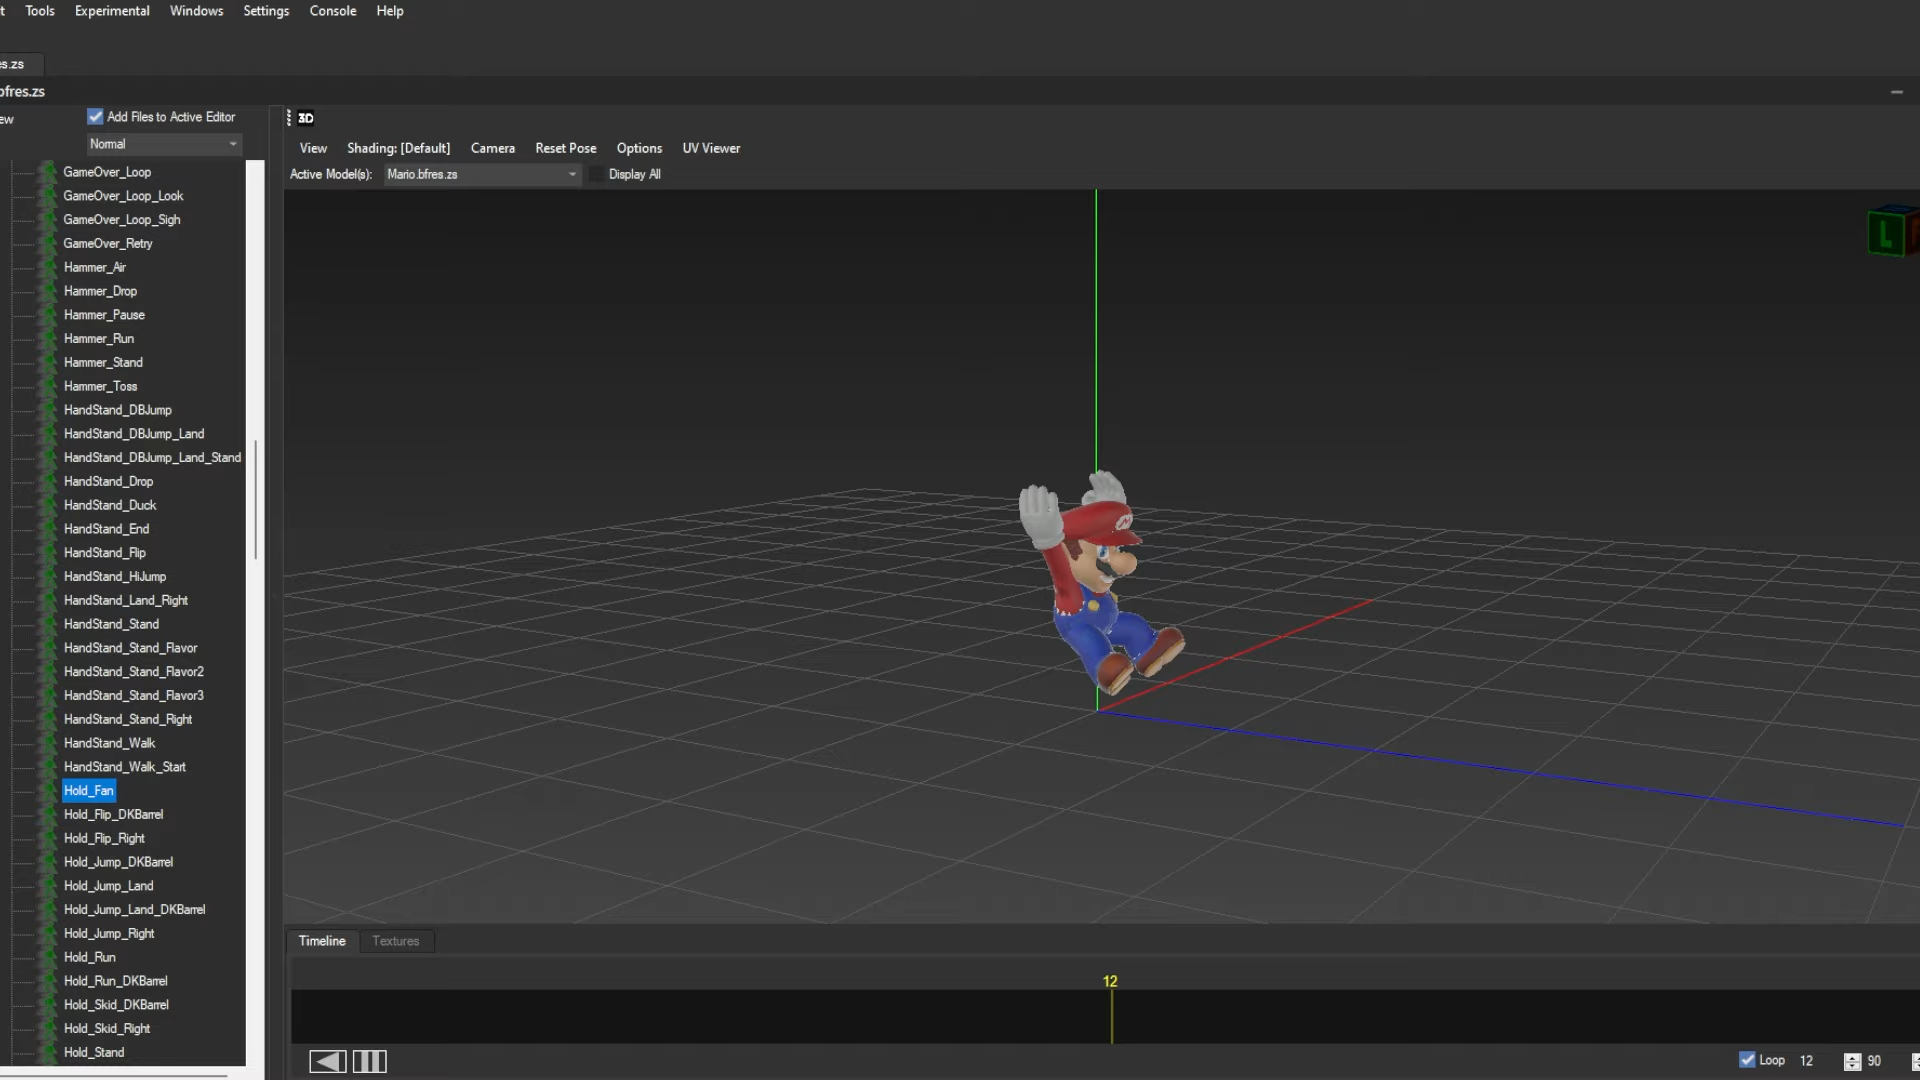 t Tools Experimental Windows Settings Console Help
es.zs
bfres.zs
ew
Add Files to Active Editor
Normal
GameOver_Loop
GameOver_Loop_Look
GameOver_Loop_Sigh
GameOver_Retry
Hammer_Air
Hammer_Drop
Hammer_Pause
Hammer_Run
Hammer_Stand
Hammer_Toss
HandStand_DBJump
HandStand_DBJump_Land
HandStand_DBJump_Land_Stand
HandStand_Drop
HandStand_Duck
HandStand_End
HandStand_Flip
HandStand_HiJump
HandStand_Land_Right
HandStand_Stand
HandStand_Stand_Flavor
HandStand_Stand_Flavor2
HandStand_Stand_Flavor3
HandStand_Stand_Right
HandStand_Walk
HandStand_Walk_Start
Hold_Fan
Hold_Flip_DKBarrel
Hold_Flip_Right
Hold_Jump_DKBarrel
Hold_Jump_Land
Hold_Jump_Land_DKBarrel
Hold_Jump_Right
Hold_Run
Hold_Run_DKBarrel
Hold_Skid_DKBarrel
Hold_Skid_Right
Hold_Stand
3D
View Shading: [Default] Camera Reset Pose Options UV Viewer
Active Model(s): Mario.bfres.zs Display All
L
M
Timeline Textures
12
Loop 12 90